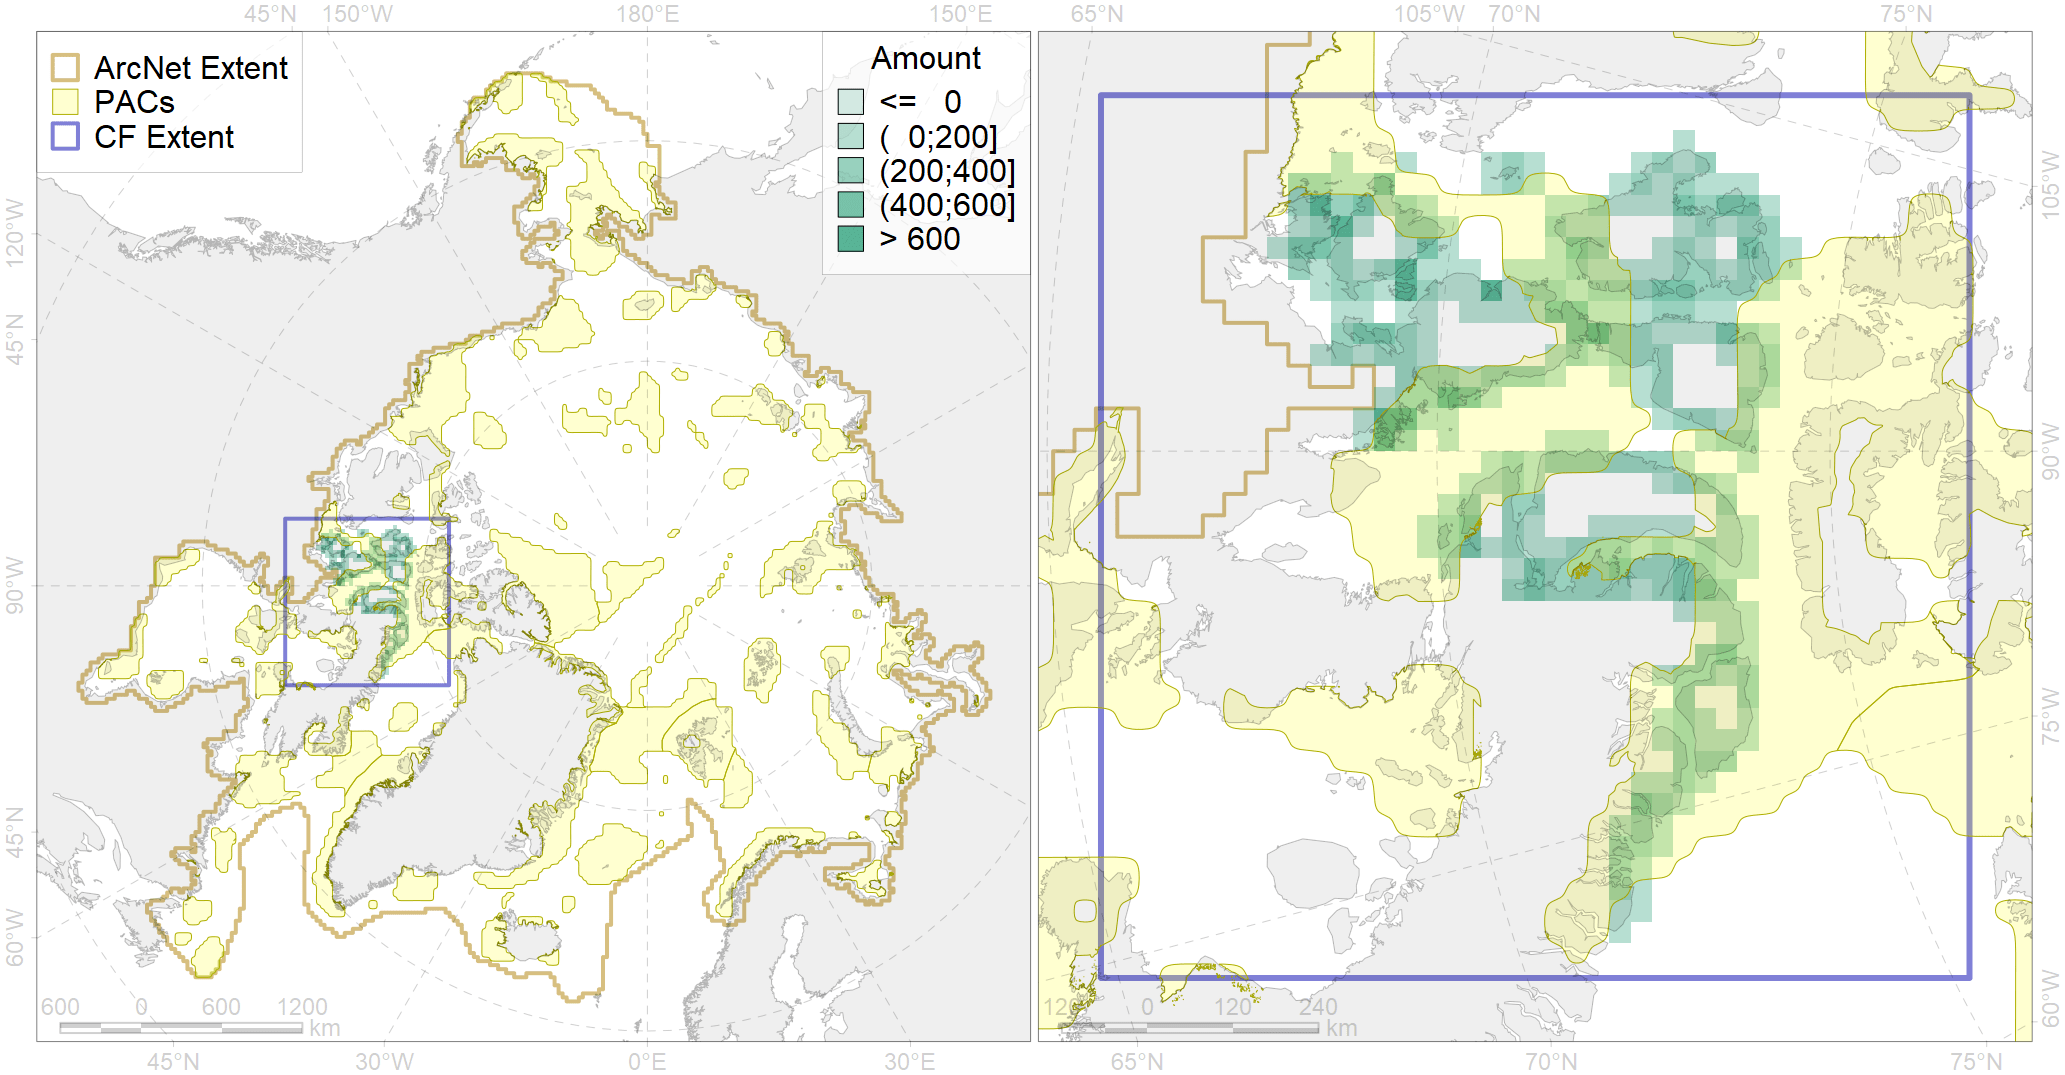 45°N 150°W 180°E 150°E 65°N 105°W 70°N 75°N
ArcNet Extent
PACs
CF Extent
Amount
<= 0
( 0;200]
(200;400]
(400;600]
> 600
120°W
45°N
90°W
45°N
60°W
105°W
90°W
75°W
60°W
600 0 600 1200
km
120 0 120 240
km
45°N 30°W 0°E 30°E 65°N 70°N 75°N